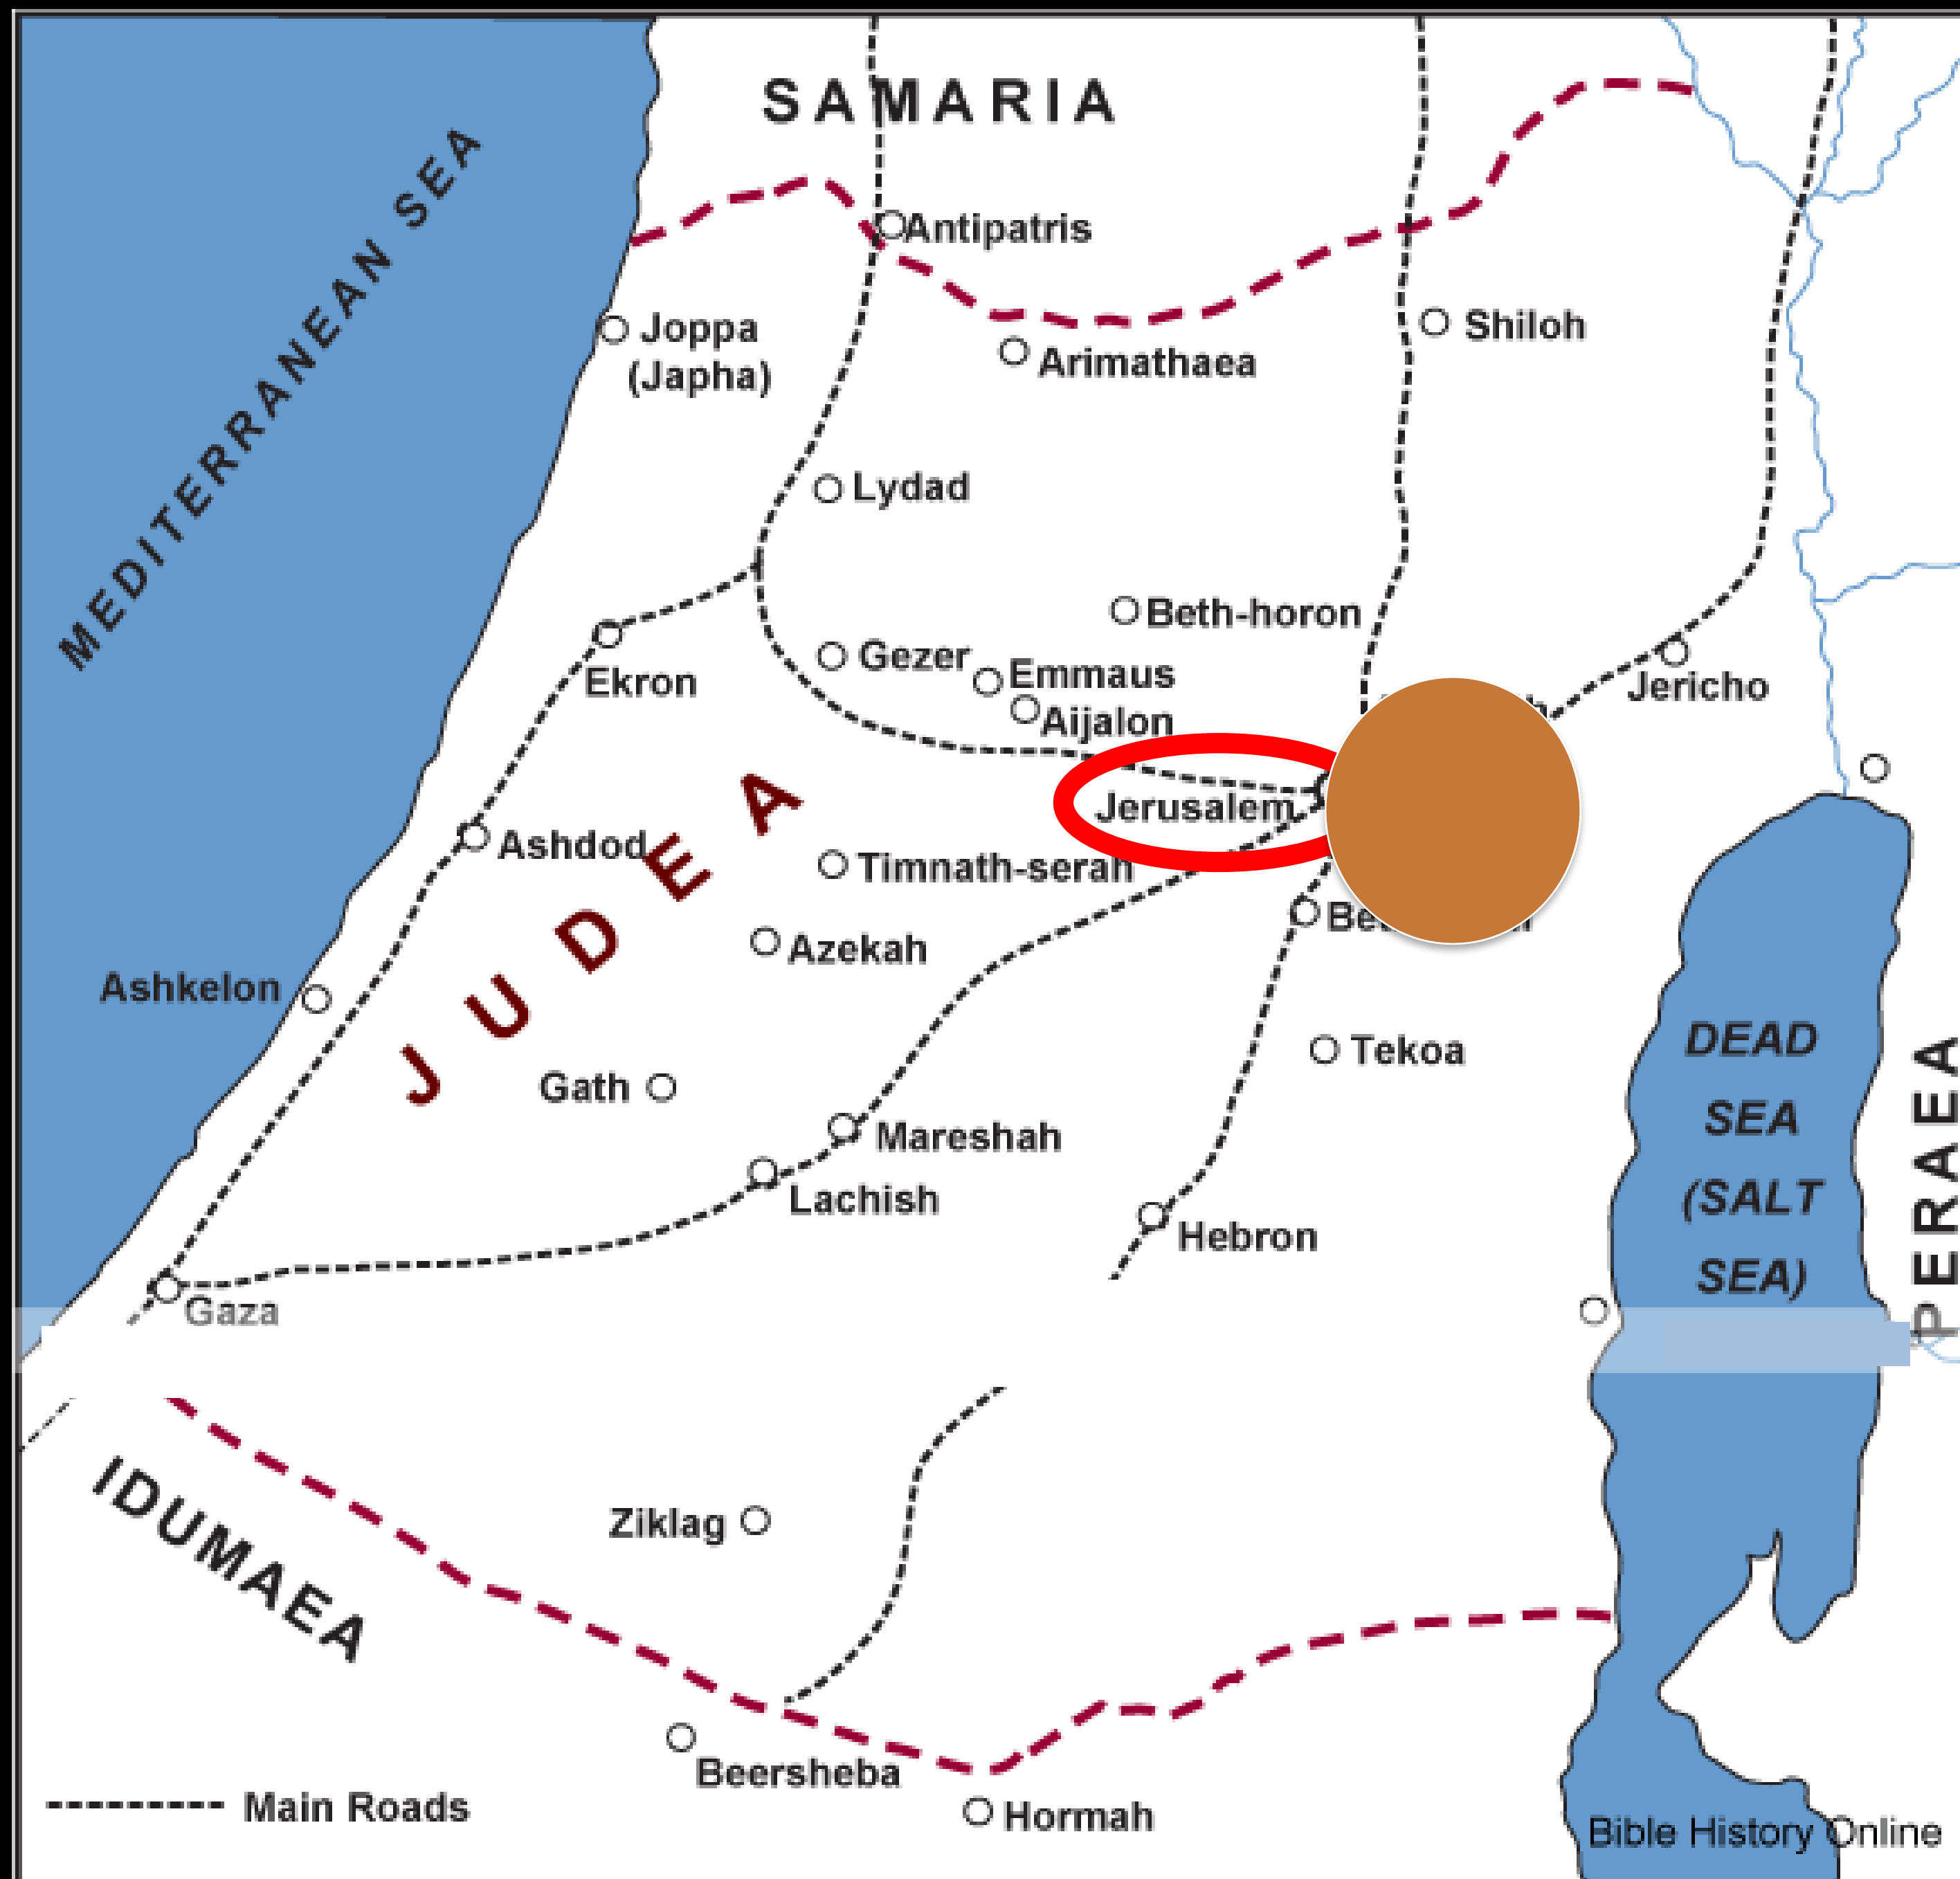 SAMARIA
MEDITERRANEAN SEA
Antipatris
Joppa
(Japha)
Shiloh
Arimathaea
Lydad
Beth-horon
Gezer
Emmaus
Ekron
Jericho
Aijalon
Jerusalem
JUDEA
Ashdod
Timnath-serah
Azekah
Ashkelon
Tekoa
DEAD
SEA
(SALT
SEA)
PERAEA
Gath
Mareshah
Lachish
Hebron
Gaza
IDUMAEA
Ziklag
Beersheba
Main Roads
Hormah
Bible History Online